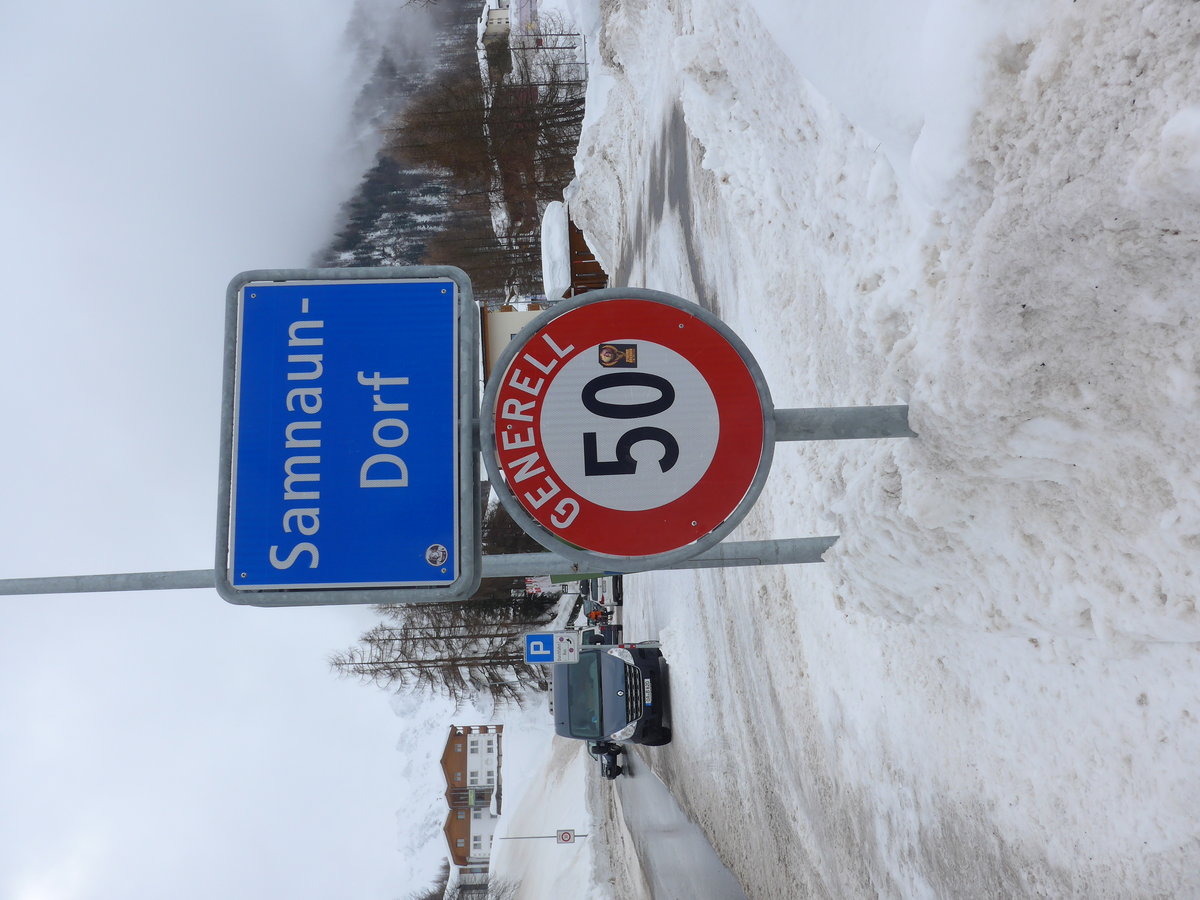 Samnaun-
Dorf
GENERELL
50
P